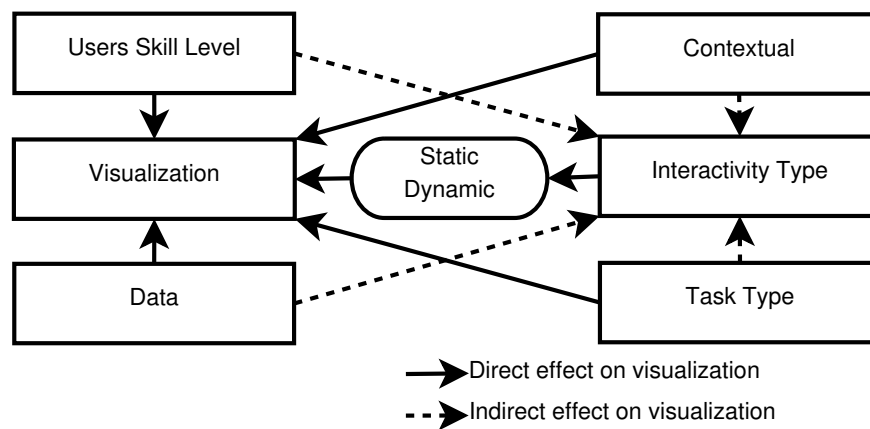 Users Skill Level
Contextual
Visualization
Static
Dynamic
Interactivity Type
Data
Task Type
Direct effect on visualization
Indirect effect on visualization